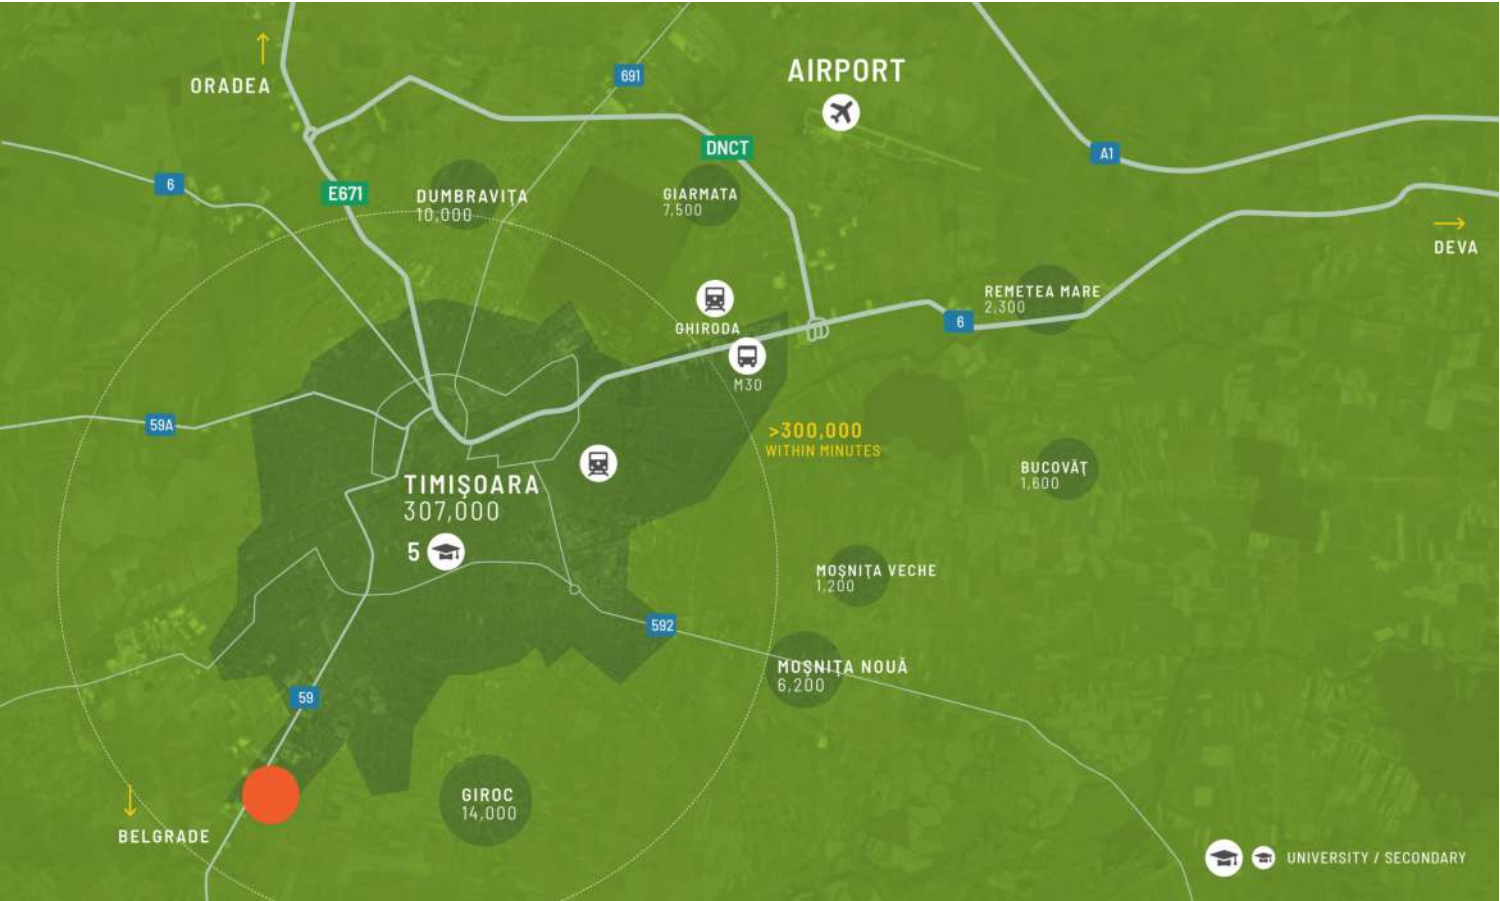 ORADEA
691
AIRPORT
DNCT
A1
6
E671
DUMBRAVIȚA
10,000
GIARMATA
7,500
DEVA
REMETEA MARE
2,300
6
GHIRODA
M30
59A
>300,000
WITHIN MINUTES
TIMIȘOARA
307,000
5
BUCOVĂȚ
1,600
MOȘNIȚA VECHE
1,200
592
MOȘNIȚA NOUĂ
6,200
59
GIROC
14,000
BELGRADE
UNIVERSITY / SECONDARY